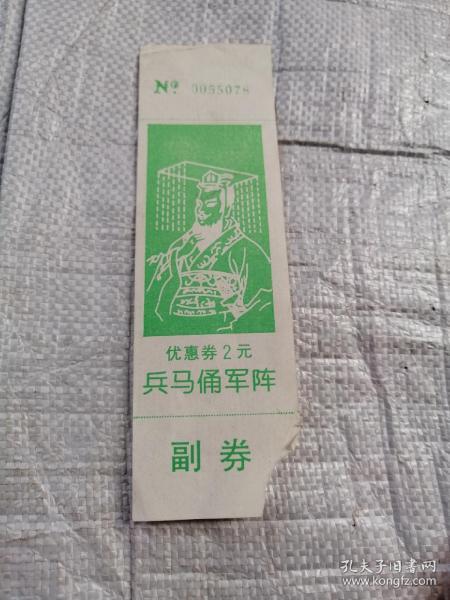 № 0055078
优惠券2元
兵马俑军阵
副券
孔夫子旧书网
www.kongfz.com